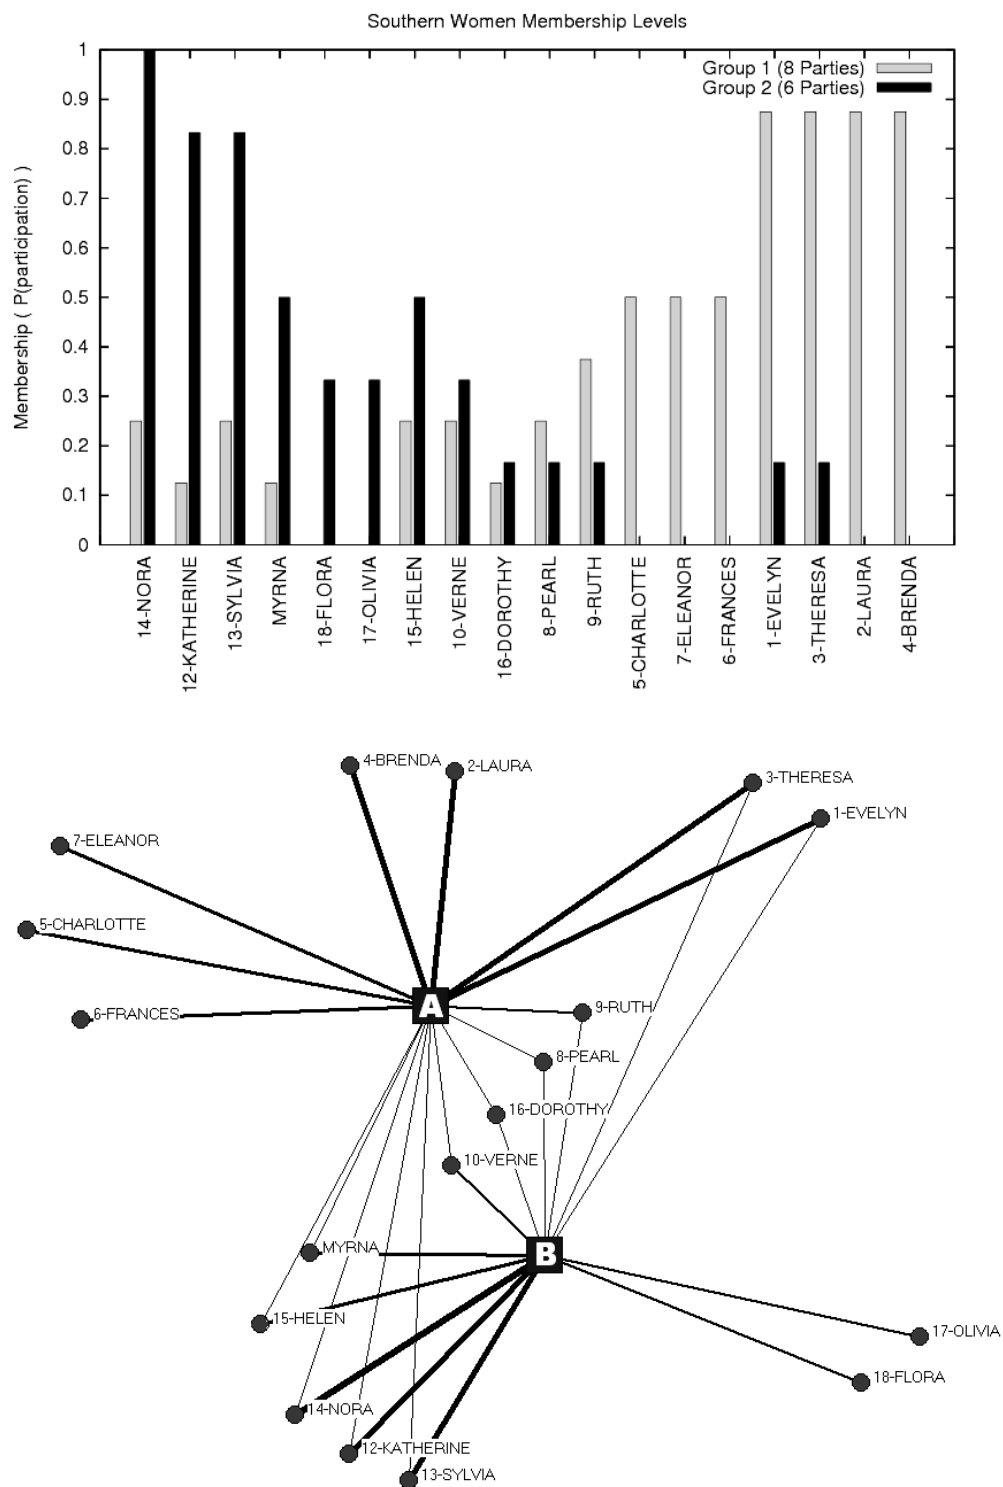 Southern Women Membership Levels
Group 1 (8 Parties)
Group 2 (6 Parties)
Membership ( P(participation) )
1
0.9
0.8
0.7
0.6
0.5
0.4
0.3
0.2
0.1
0
14-NORA
12-KATHERINE
13-SYLVIA
MYRNA
18-FLORA
17-OLIVIA
15-HELEN
10-VERNE
16-DOROTHY
8-PEARL
9-RUTH
5-CHARLOTTE
7-ELEANOR
6-FRANCES
1-EVELYN
3-THERESA
2-LAURA
4-BRENDA
4-BRENDA
2-LAURA
3-THERESA
1-EVELYN
7-ELEANOR
5-CHARLOTTE
A
6-FRANCES
9-RUTH
8-PEARL
16-DOROTHY
10-VERNE
MYRNA
B
15-HELEN
17-OLIVIA
18-FLORA
14-NORA
12-KATHERINE
13-SYLVIA